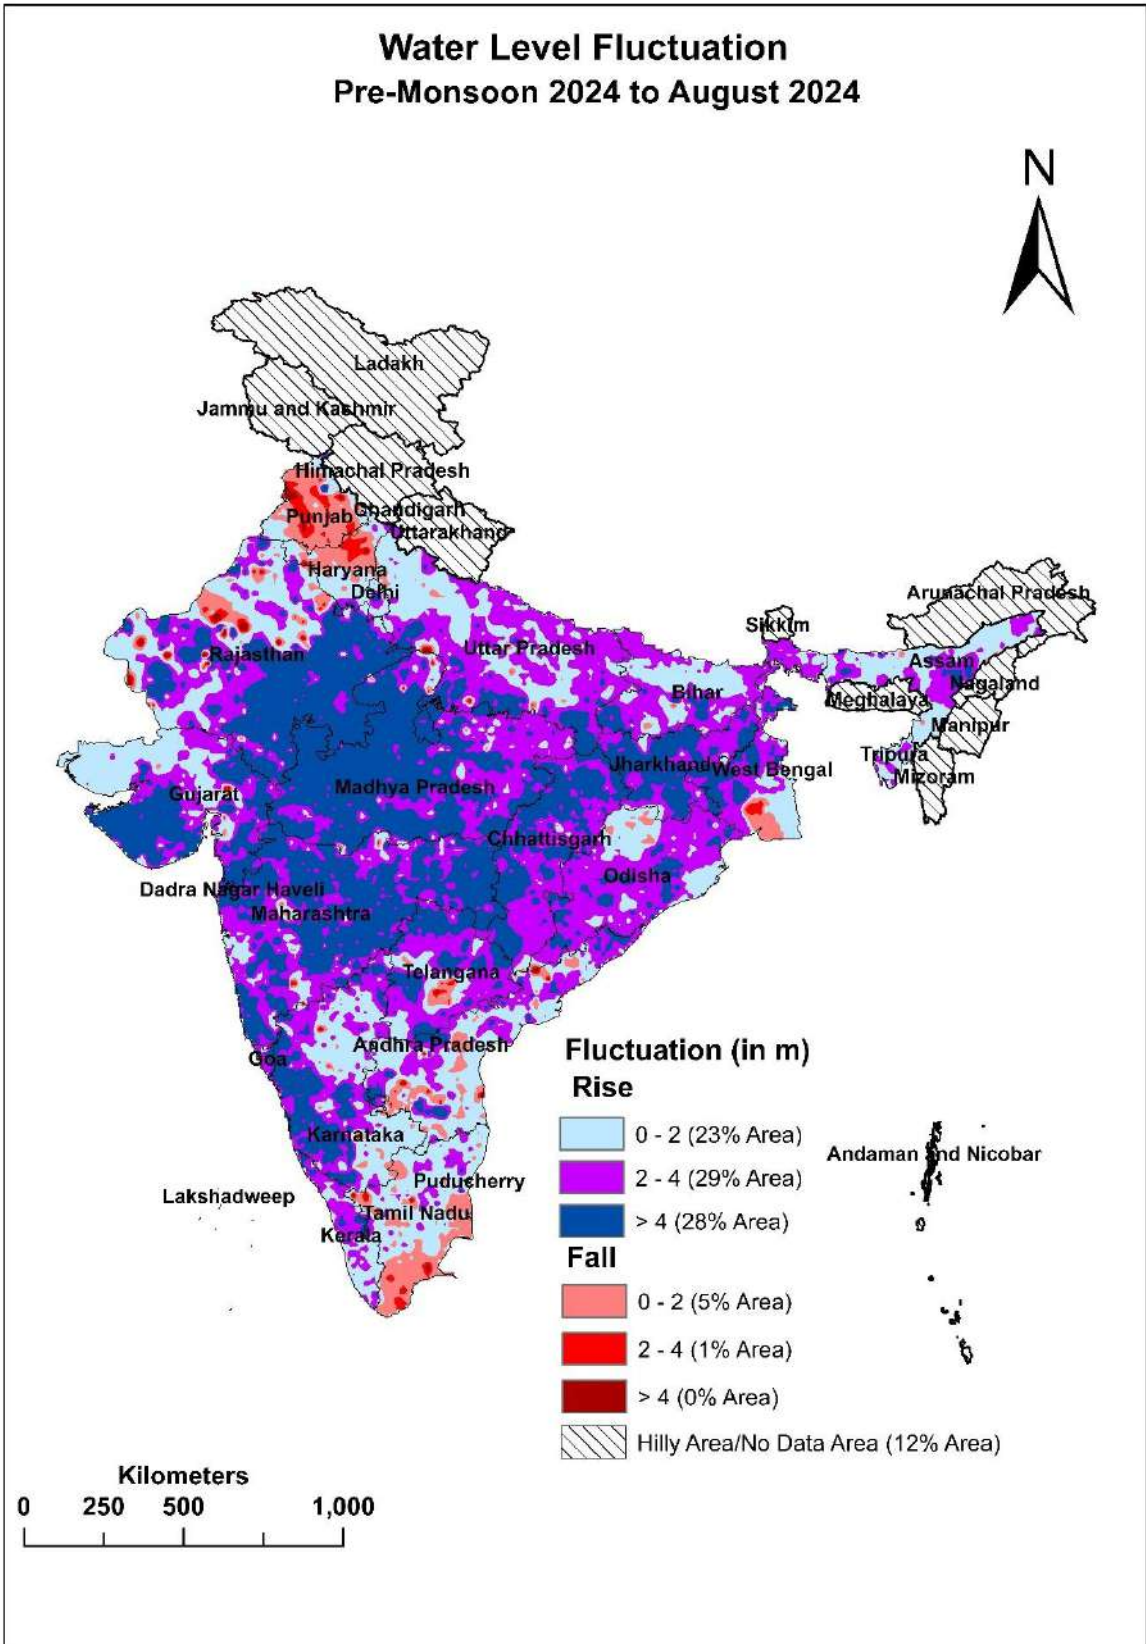 Water Level Fluctuation
Pre-Monsoon 2024 to August 2024
N
Ladakh
Jammu and Kashmir
Himachal Pradesh
Chandigarh
Punjab
Uttarakhand
Haryana
Delhi
Arunachal Pradesh
Sikkim
Uttar Pradesh
Rajasthan
Assam
Nagaland
Bihar
Meghalaya
Manipur
Tripura
Mizoram
Jharkhand
West Bengal
Madhya Pradesh
Gujarat
Chhattisgarh
Odisha
Dadra Nagar Haveli
Maharashtra
Telangana
Andhra Pradesh
Goa
Karnataka
Puducherry
Lakshadweep
Tamil Nadu
Kerala
Andaman and Nicobar
Fluctuation (in m)
Rise
0 - 2 (23% Area)
2 - 4 (29% Area)
> 4 (28% Area)
Fall
0 - 2 (5% Area)
2 - 4 (1% Area)
> 4 (0% Area)
Hilly Area/No Data Area (12% Area)
Kilometers
0 250 500 1,000